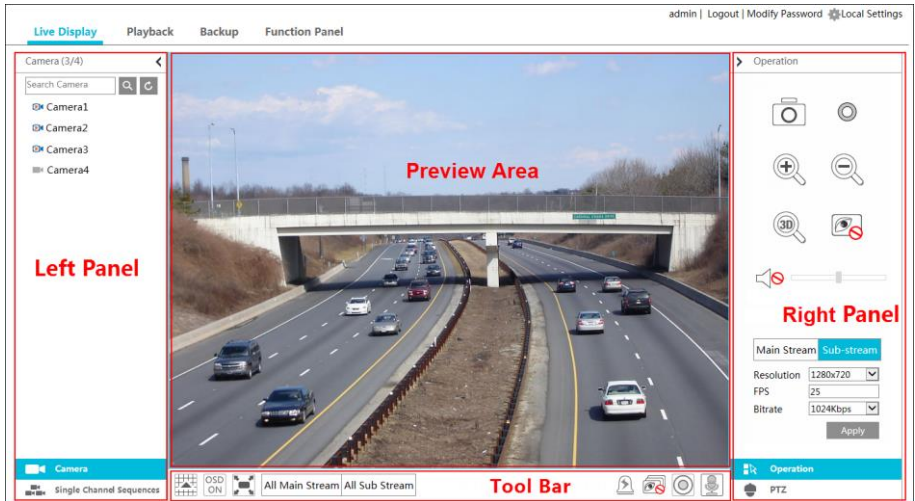 admin | Logout | Modify Password Local Settings
Live Display Playback Backup Function Panel
Camera (3/4)
Search Camera
Camera1
Camera2
Camera3
Camera4
Left Panel
Camera
Single Channel Sequences
Preview Area
OSD
ON
All Main Stream All Sub Stream
Tool Bar
Operation
3D
Right Panel
Main Stream Sub-stream
Resolution 1280x720
FPS 25
Bitrate 1024Kbps
Apply
Operation
PTZ